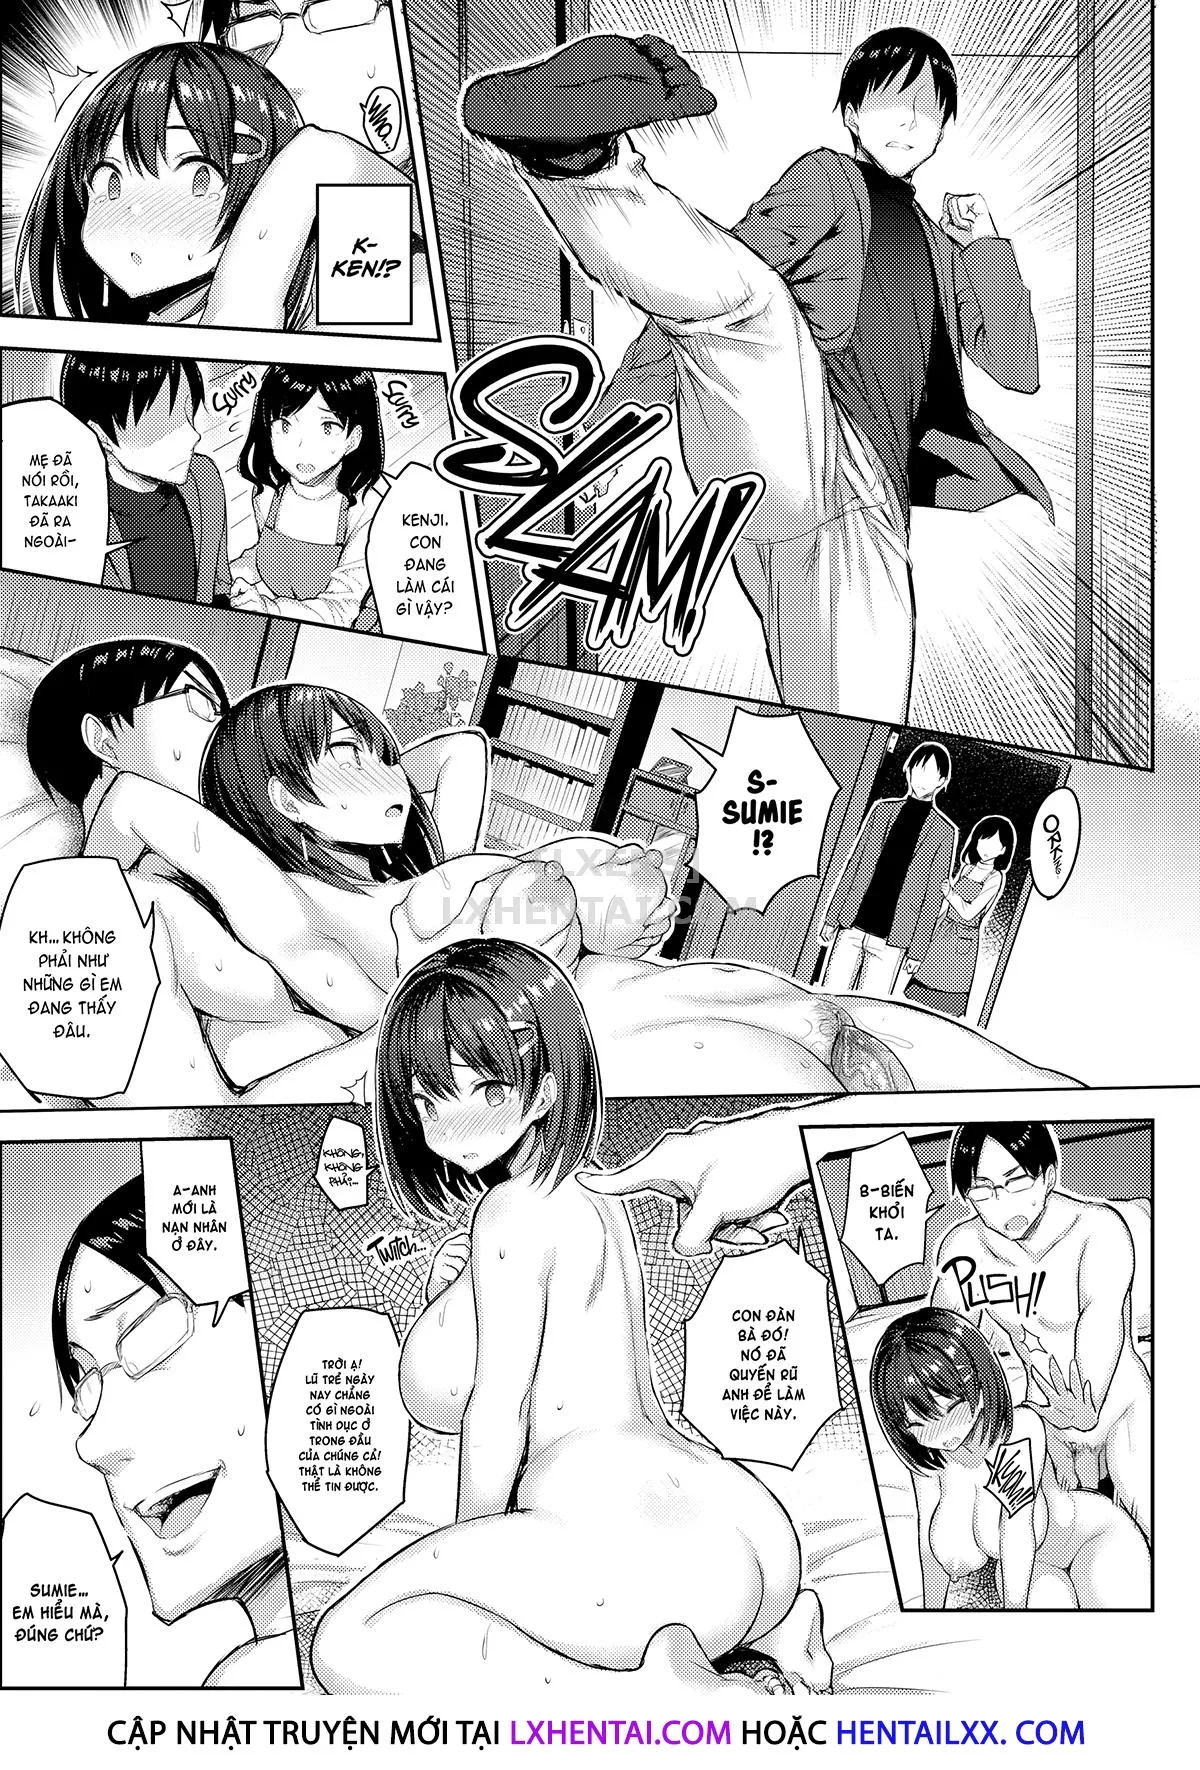 SLAM!
WHO...
K-
KEN!?
SCURRY
SCURRY
KENJI.
CON
ĐANG
LÀM CÁI
GÌ VẬY?
MẸ ĐÃ
NÓI RỒI,
TAKAAKI
ĐÃ RA
NGOÀI-
S-
SUMIE
!?
KH... KHÔNG
PHẢI NHƯ
NHỮNG GÌ EM
ĐANG THẤY
ĐÂU.
LXHENTAI.COM
B-BIẾN
KHỎI
TA.
PUSH!
CON ĐÀN
BÀ ĐÓ!
NÓ ĐÃ
QUYẾN RŨ
ANH ĐỂ LÀM
VIỆC NÀY.
KHÔNG,
KHÔNG
PHẢI...
TWITCH...
TRỜI Ạ!
LŨ TRẺ NGÀY
NAY CHẲNG
CÓ GÌ NGOÀI
TÌNH DỤC Ở
TRONG ĐẦU
CỦA CHÚNG CẢ!
THẬT LÀ KHÔNG
THỂ TIN ĐƯỢC.
A-ANH
MỚI LÀ
NẠN NHÂN
Ở ĐÂY.
SUMIE...
EM HIỂU MÀ,
ĐÚNG CHỨ?
CẬP NHẬT TRUYỆN MỚI TẠI LXHENTAI.COM HOẶC HENTAILXX. COM